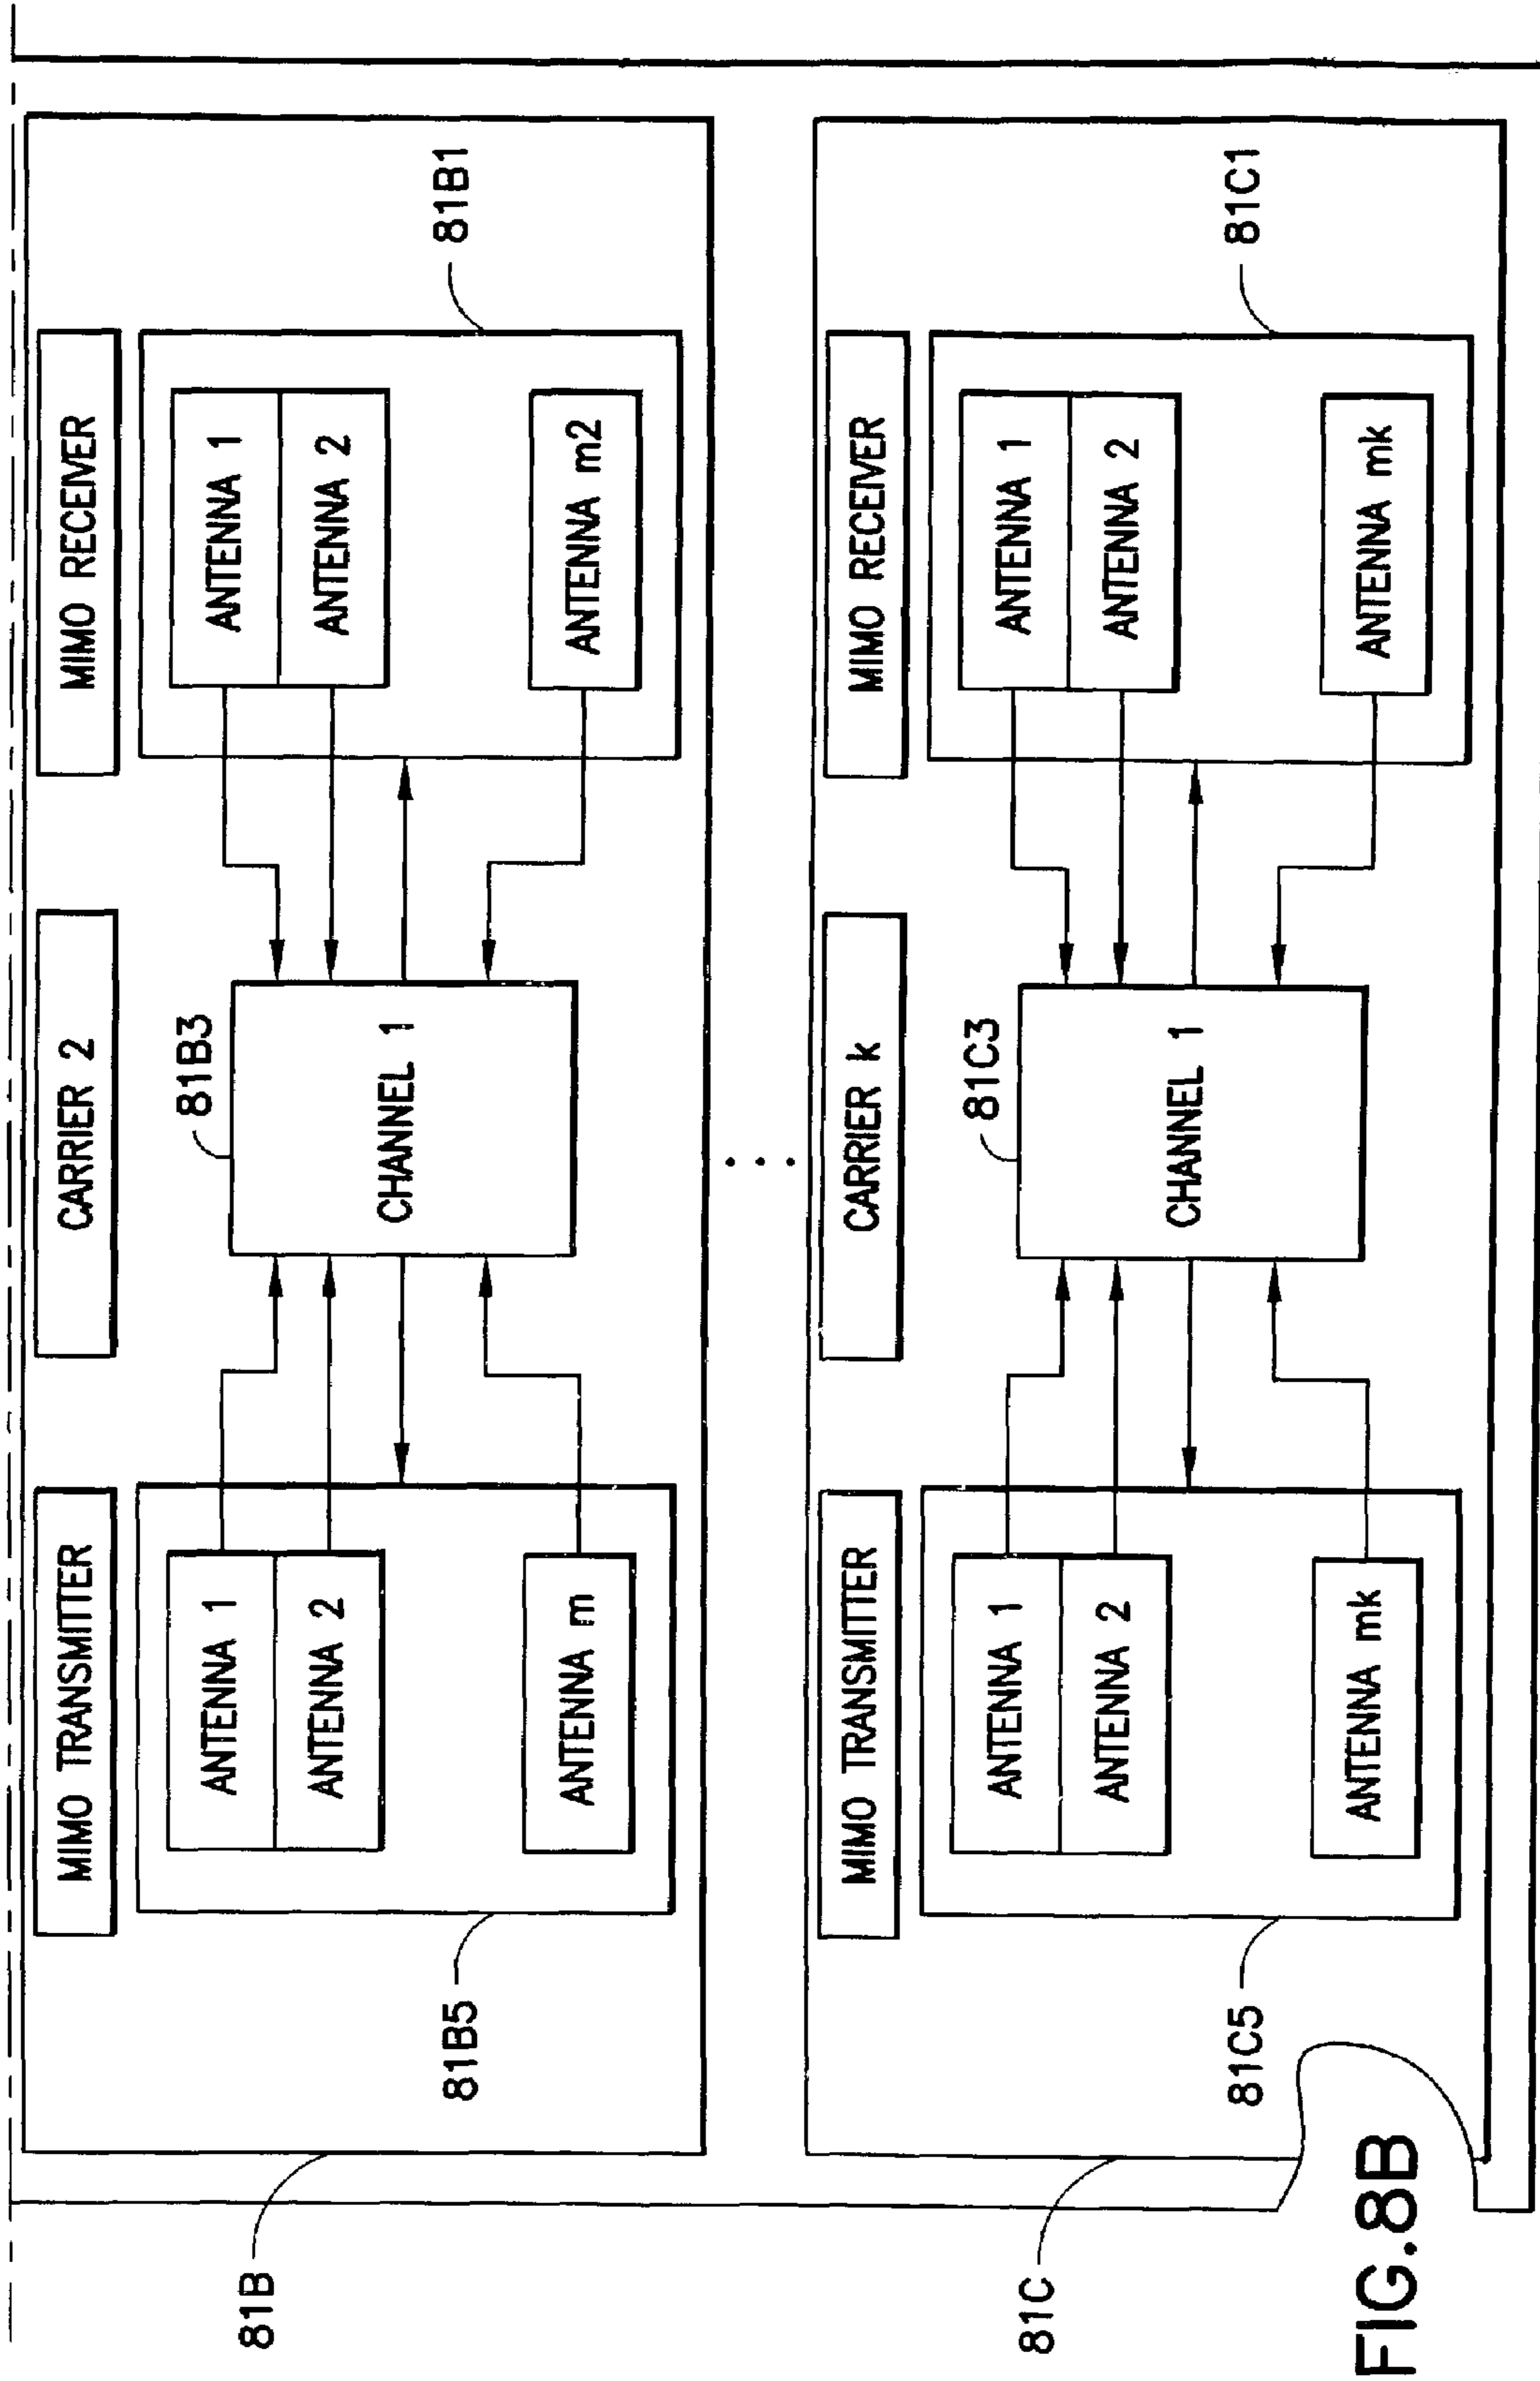 MIMO TRANSMITTER
CARRIER 2
MIMO RECEIVER
81B
81B5
ANTENNA 1
ANTENNA 2
ANTENNA m
81B3
CHANNEL 1
ANTENNA 1
ANTENNA 2
ANTENNA m2
81B1
...
MIMO TRANSMITTER
CARRIER k
MIMO RECEIVER
81C
81C5
ANTENNA 1
ANTENNA 2
ANTENNA mk
81C3
CHANNEL 1
ANTENNA 1
ANTENNA 2
ANTENNA mk
81C1
FIG.8B